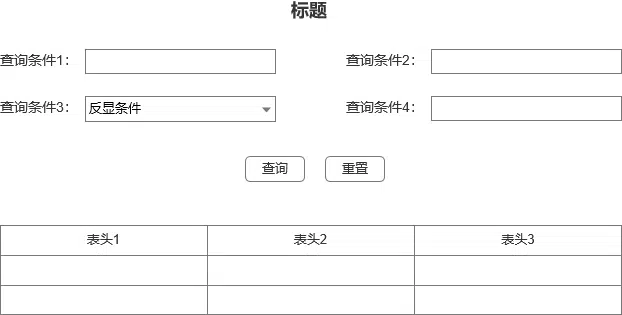 标题
查询条件1： 查询条件2：
查询条件3： 反显条件 查询条件4：
查询 重置
表头1 表头2 表头3